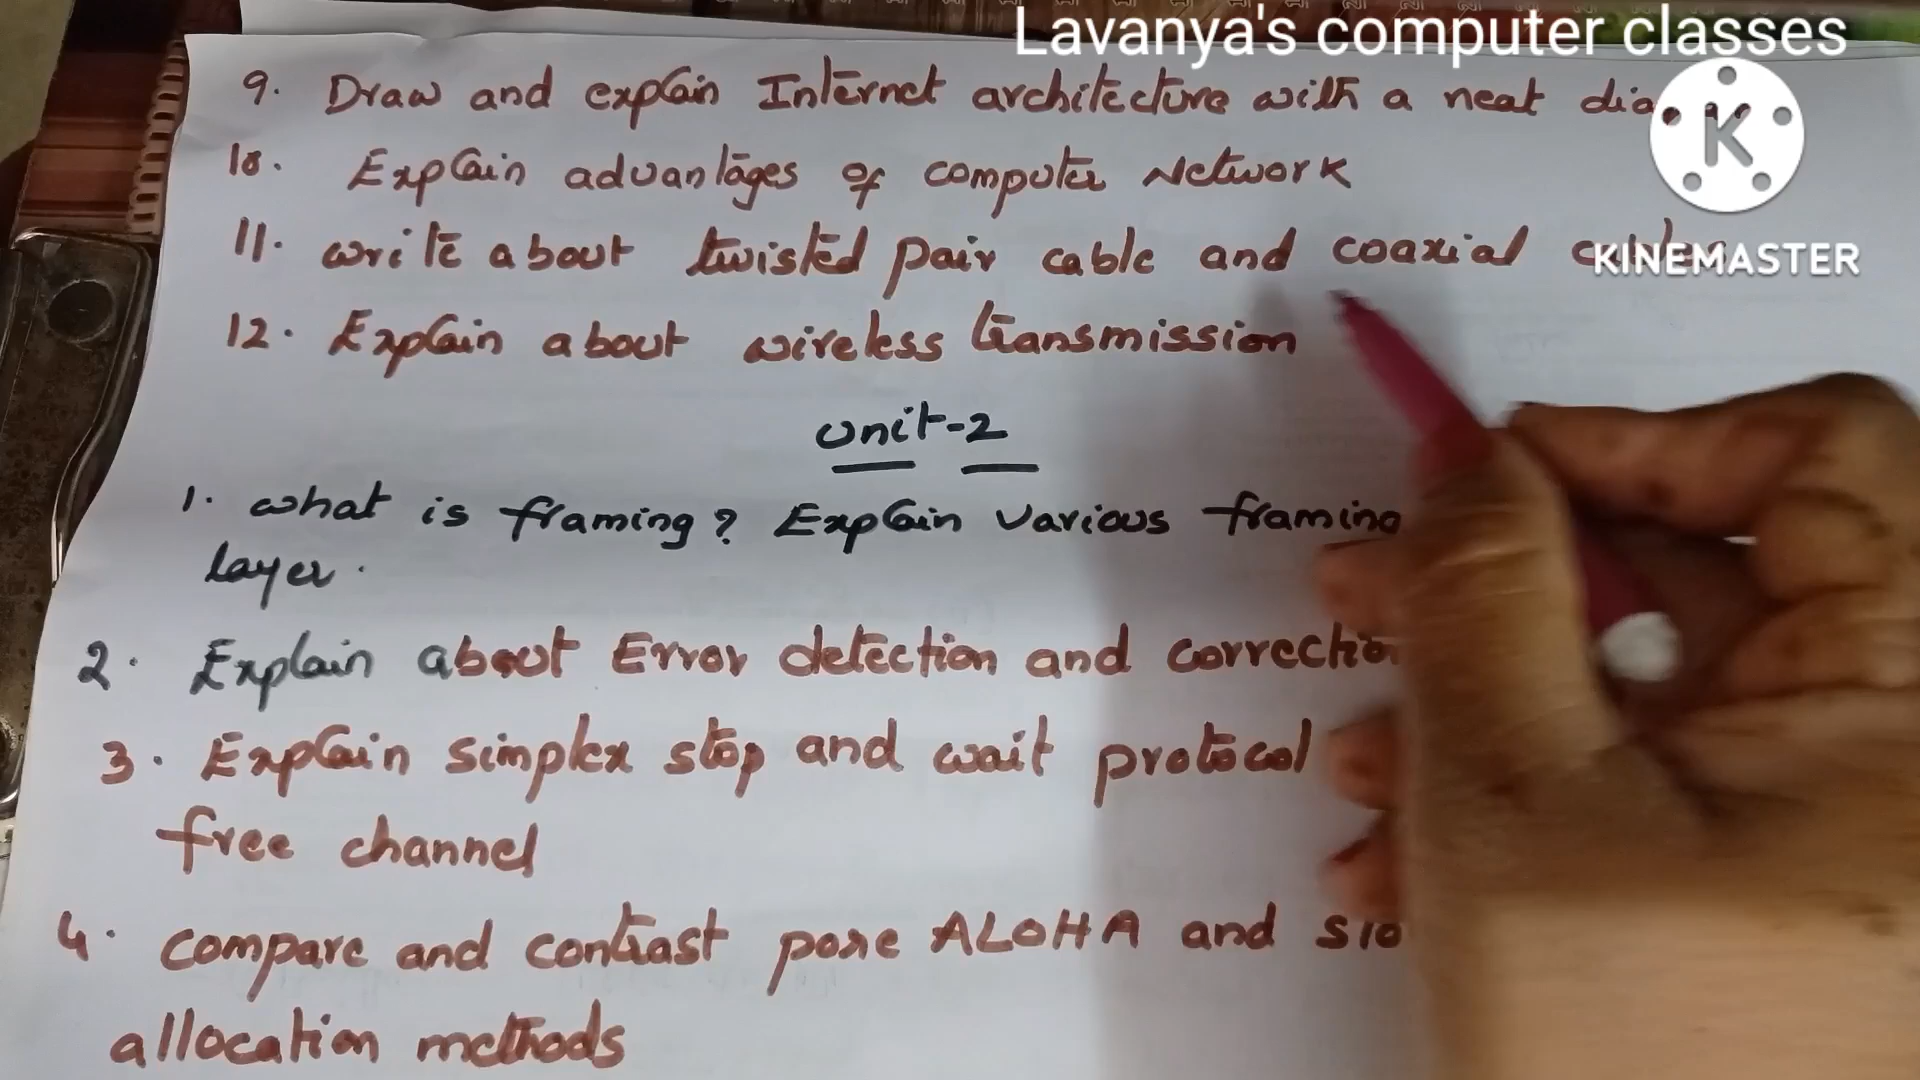 Lavanya's computer classes
9. Draw and explain Internet architecture with a neat
K
10. Explain advantages of computer Network
11. write about twisted pair cable and coaxial
KINEMASTER
12. Explain about wireless transmission
Unit-2
1. what is framing? Explain various framing
layer.
2. Explain about Error detection and correction
3. Explain simplex stop and wait protocol
free channel
4. compare and contrast pore ALOHA and
allocation methods